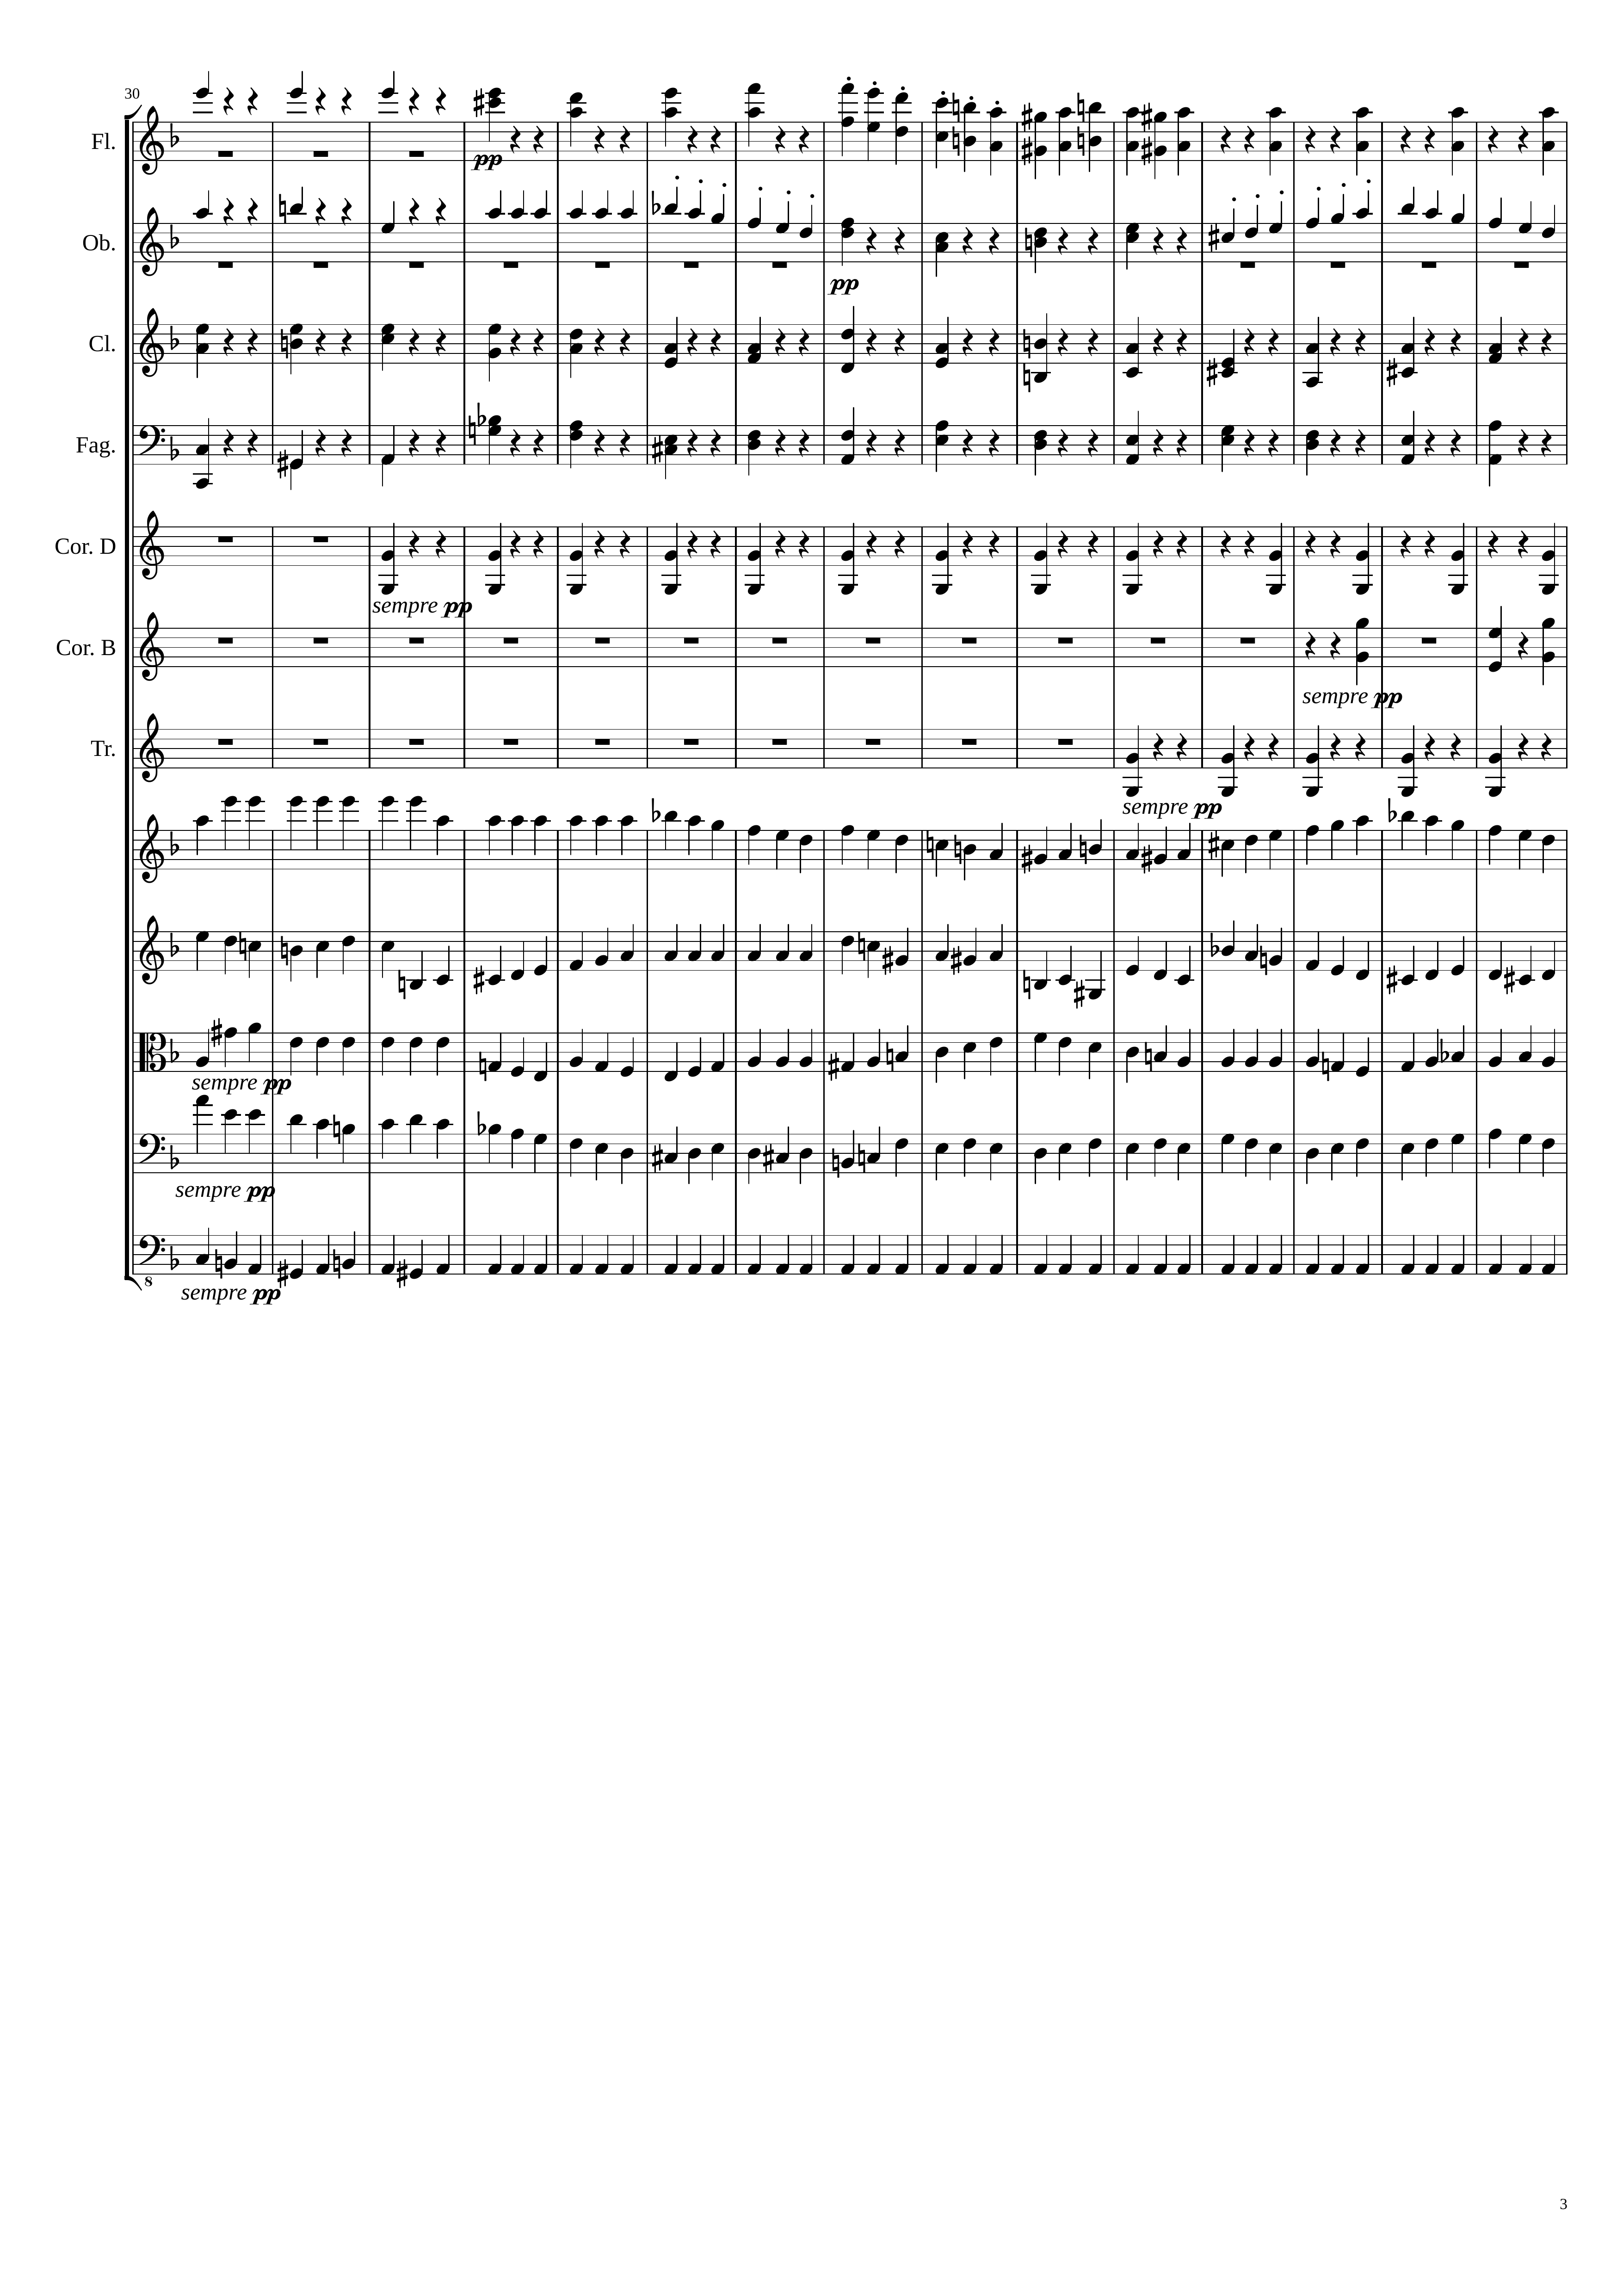 30
Fl.
pp
Ob.
pp
Cl.
Fag.
Cor. D
sempre pp
Cor. B
sempre pp
Tr.
sempre pp
sempre pp
sempre pp
8
sempre pp
3